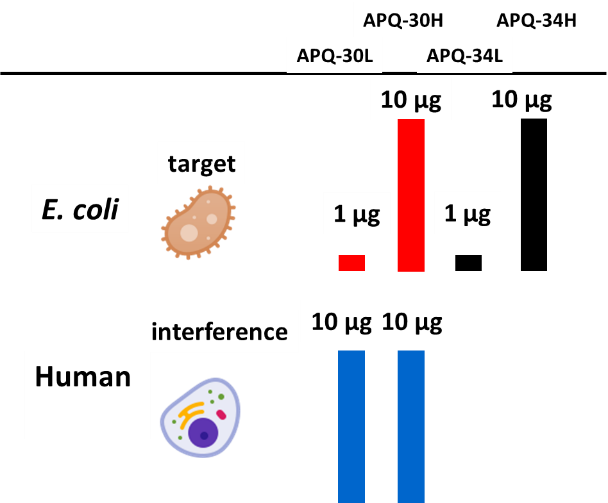 APQ-30H APQ-34H
APQ-30L APQ-34L
10 μg 10 μg
target
E. coli
1 μg 1 μg
interference
10 μg 10 μg
Human